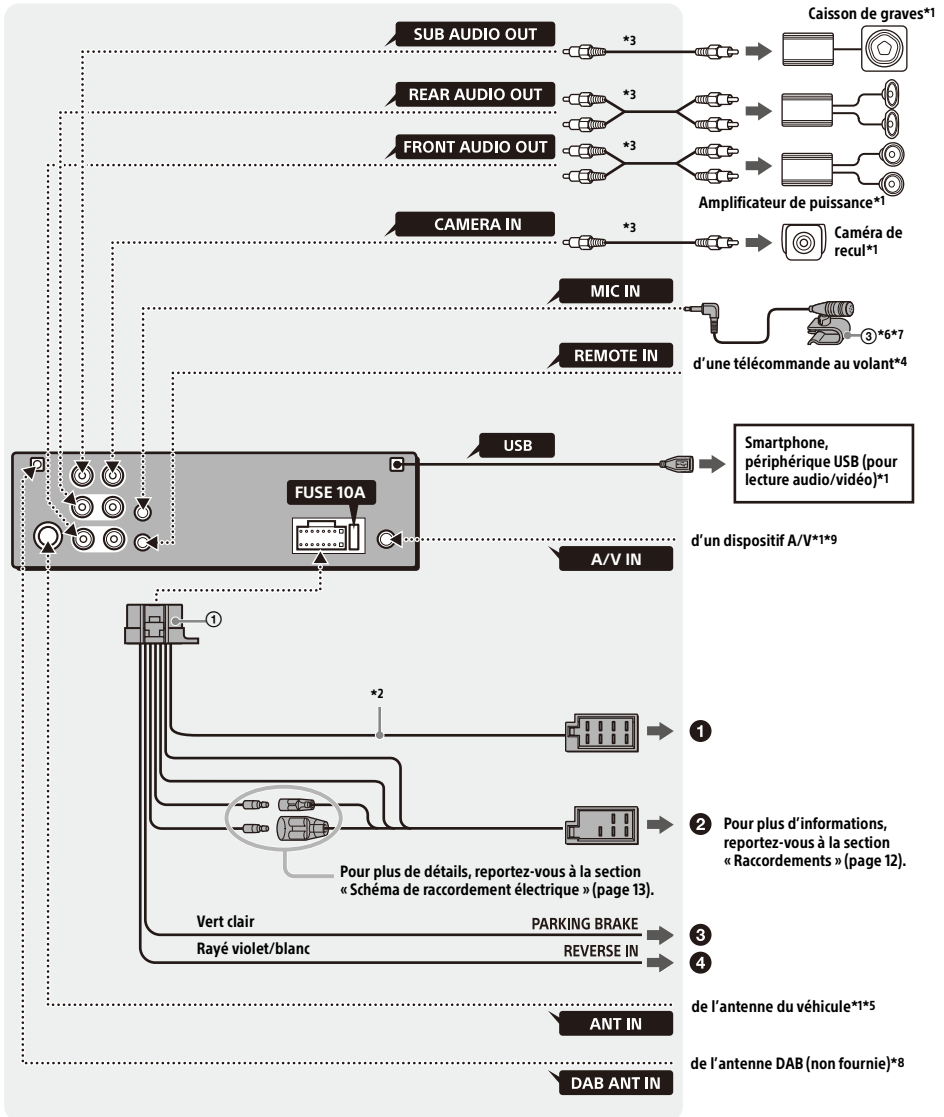 Caisson de graves*1
SUB AUDIO OUT
*3
REAR AUDIO OUT
*3
FRONT AUDIO OUT
*3
Amplificateur de puissance*1
CAMERA IN
*3
Caméra de
recul*1
MIC IN
③*6*7
REMOTE IN
d’une télécommande au volant*4
USB
Smartphone,
périphérique USB (pour
lecture audio/vidéo)*1
FUSE 10A
d’un dispositif A/V*1*9
A/V IN
①
*2
❶
❷ Pour plus d’informations,
reportez-vous à la section
« Raccordements » (page 12).
Pour plus de détails, reportez-vous à la section
« Schéma de raccordement électrique » (page 13).
Vert clair PARKING BRAKE ❸
Rayé violet/blanc REVERSE IN ❹
de l’antenne du véhicule*1*5
ANT IN
de l’antenne DAB (non fournie)*8
DAB ANT IN